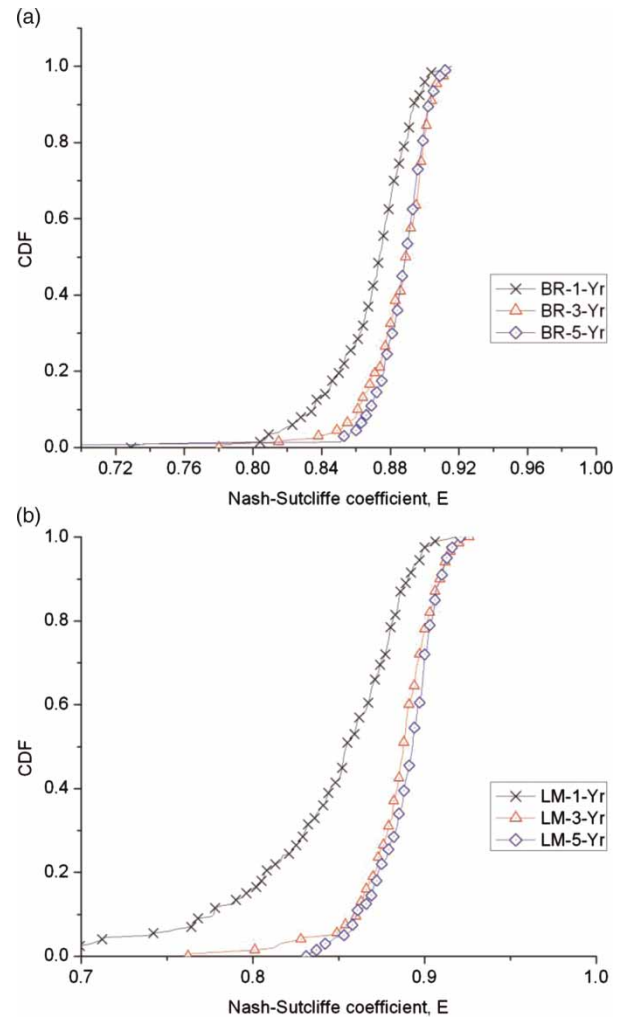 (a)
1.0
0.8
0.6
0.4
0.2
0.0
CDF
BR-1-Yr
BR-3-Yr
BR-5-Yr
0.72 0.76 0.80 0.84 0.88 0.92 0.96 1.00
Nash-Sutcliffe coefficient, E
(b)
1.0
0.8
0.6
0.4
0.2
0.0
CDF
LM-1-Yr
LM-3-Yr
LM-5-Yr
0.7 0.8 0.9 1.0
Nash-Sutcliffe coefficient, E